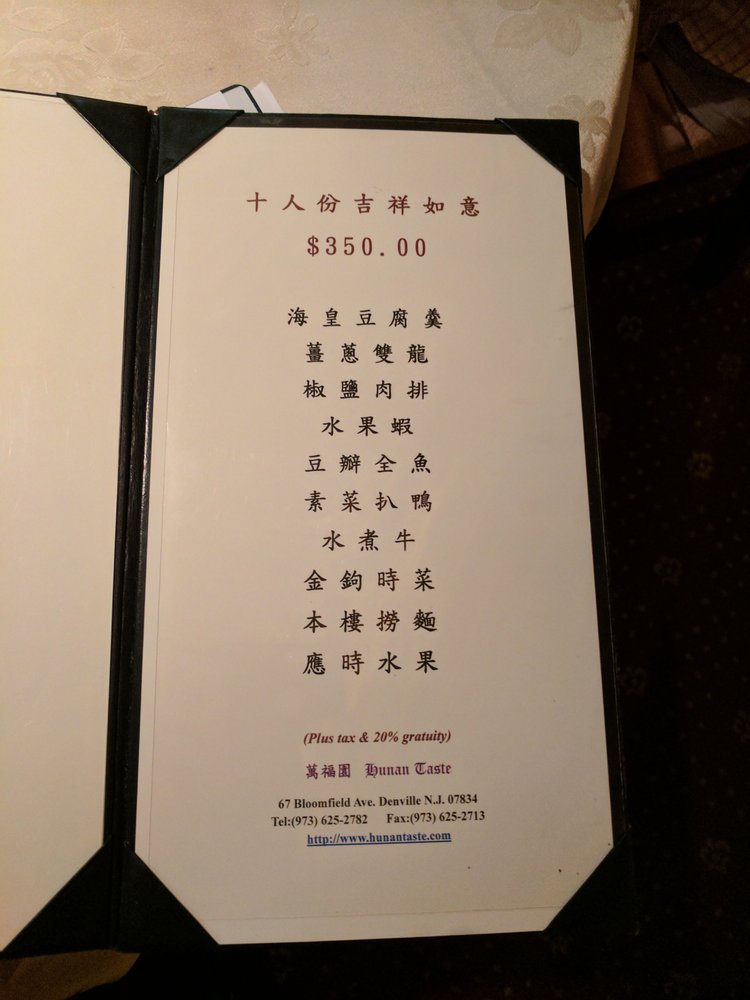 十人份吉祥如意
$350.00
海皇豆腐羹
薑蔥雙龍
椒鹽肉排
水果蝦
豆瓣全魚
素菜扒鴨
水煮牛
金鉤時菜
本樓撈麵
應時水果
(Plus tax & 20% gratuity)
萬福園 Hunan Taste
67 Bloomfield Ave. Denville N.J. 07834
Tel:(973) 625-2782 Fax:(973) 625-2713
http://www.hunantaste.com